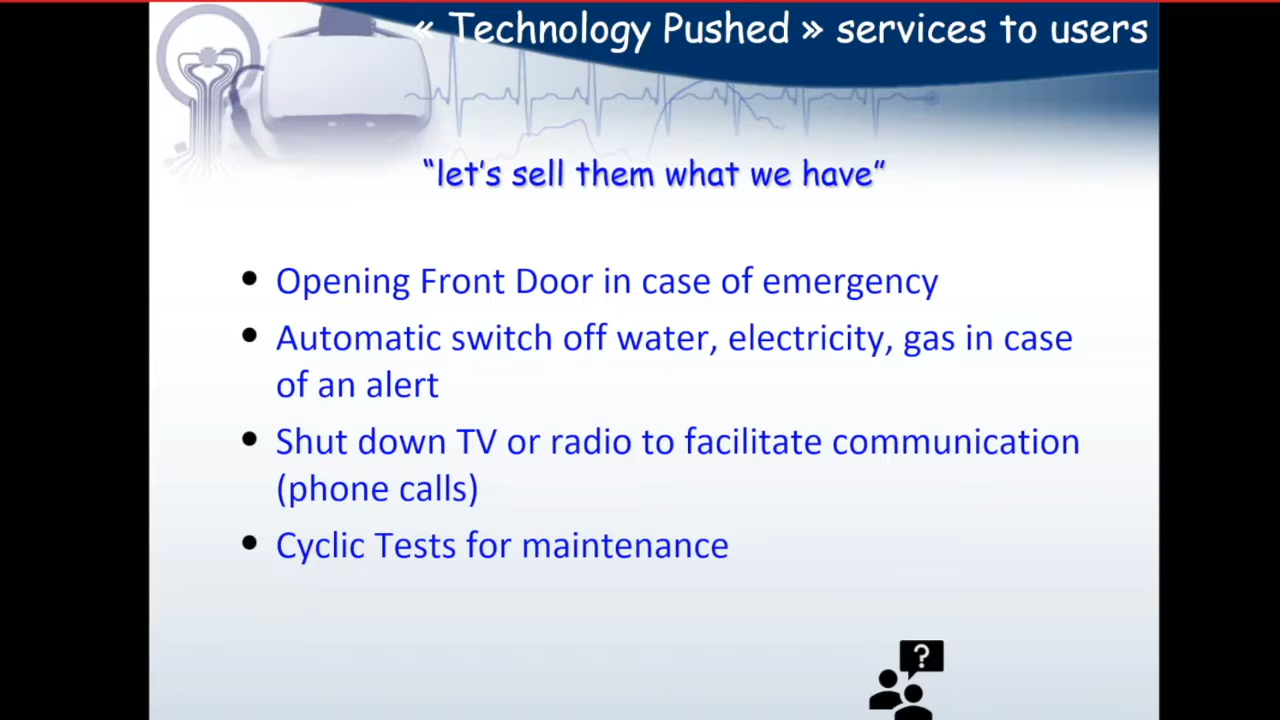 « Technology Pushed » services to users
“let’s sell them what we have”
• Opening Front Door in case of emergency
• Automatic switch off water, electricity, gas in case
of an alert
• Shut down TV or radio to facilitate communication
(phone calls)
• Cyclic Tests for maintenance
?